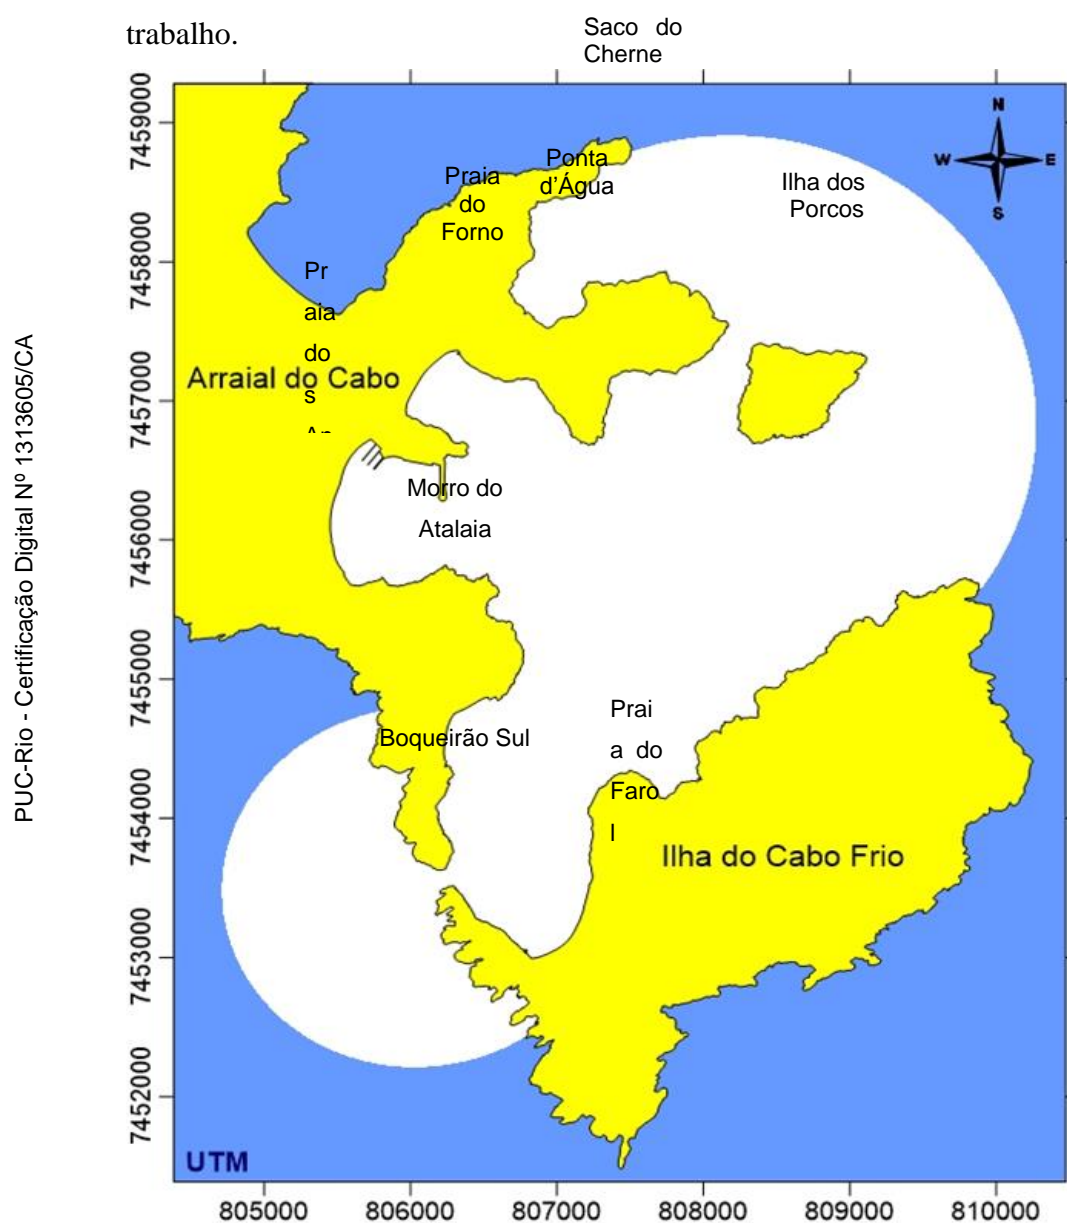 trabalho.
Saco do
Cherne
N
W E
S
Ponta
d'Água
Praia
do
Forno
Ilha dos
Porcos
Pr
aia
do
s
Arraial do Cabo
Morro do
Atalaia
Boqueirão Sul
Prai
a do
Faro
l
Ilha do Cabo Frio
UTM
7459000
7458000
7457000
7456000
7455000
7454000
7453000
7452000
805000 806000 807000 808000 809000 810000
PUC-Rio - Certificação Digital Nº 1313605/CA